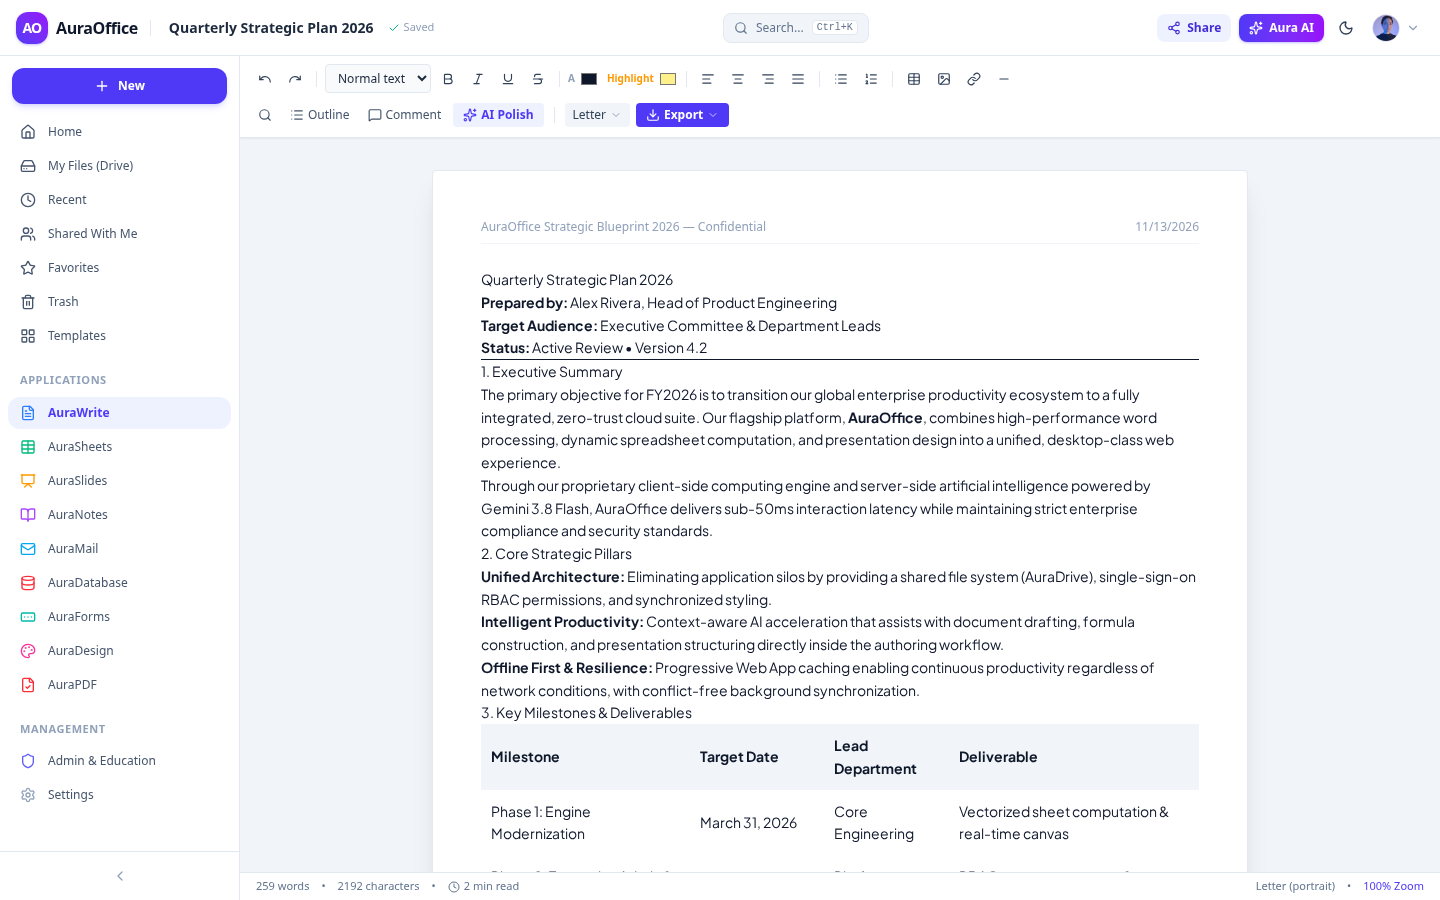 AO AuraOffice
Quarterly Strategic Plan 2026
Saved
Search...
Ctrl+K
Share
Aura AI
New
Home
My Files (Drive)
Recent
Shared With Me
Favorites
Trash
Templates
APPLICATIONS
AuraWrite
AuraSheets
AuraSlides
AuraNotes
AuraMail
AuraDatabase
AuraForms
AuraDesign
AuraPDF
MANAGEMENT
Admin & Education
Settings
Normal text
A
Highlight
Outline
Comment
AI Polish
Letter
Export
AuraOffice Strategic Blueprint 2026 — Confidential
11/13/2026
Quarterly Strategic Plan 2026
Prepared by: Alex Rivera, Head of Product Engineering
Target Audience: Executive Committee & Department Leads
Status: Active Review • Version 4.2
1. Executive Summary
The primary objective for FY2026 is to transition our global enterprise productivity ecosystem to a fully
integrated, zero-trust cloud suite. Our flagship platform, AuraOffice, combines high-performance word
processing, dynamic spreadsheet computation, and presentation design into a unified, desktop-class web
experience.
Through our proprietary client-side computing engine and server-side artificial intelligence powered by
Gemini 3.8 Flash, AuraOffice delivers sub-50ms interaction latency while maintaining strict enterprise
compliance and security standards.
2. Core Strategic Pillars
Unified Architecture: Eliminating application silos by providing a shared file system (AuraDrive), single-sign-on
RBAC permissions, and synchronized styling.
Intelligent Productivity: Context-aware AI acceleration that assists with document drafting, formula
construction, and presentation structuring directly inside the authoring workflow.
Offline First & Resilience: Progressive Web App caching enabling continuous productivity regardless of
network conditions, with conflict-free background synchronization.
3. Key Milestones & Deliverables
Milestone
Target Date
Lead
Department
Deliverable
Phase 1: Engine
Modernization
March 31, 2026
Core
Engineering
Vectorized sheet computation &
real-time canvas
259 words • 2192 characters • 2 min read
Letter (portrait) • 100% Zoom